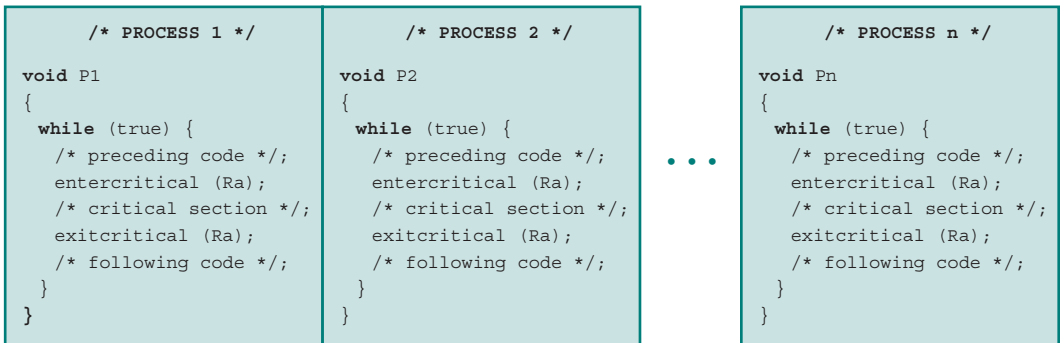 /* PROCESS 1 */
void P1
{
while (true) {
/* preceding code */;
entercritical (Ra);
/* critical section */;
exitcritical (Ra);
/* following code */;
}
}
/* PROCESS 2 */
void P2
{
while (true) {
/* preceding code */;
entercritical (Ra);
/* critical section */;
exitcritical (Ra);
/* following code */;
}
}
• • •
/* PROCESS n */
void Pn
{
while (true) {
/* preceding code */;
entercritical (Ra);
/* critical section */;
exitcritical (Ra);
/* following code */;
}
}